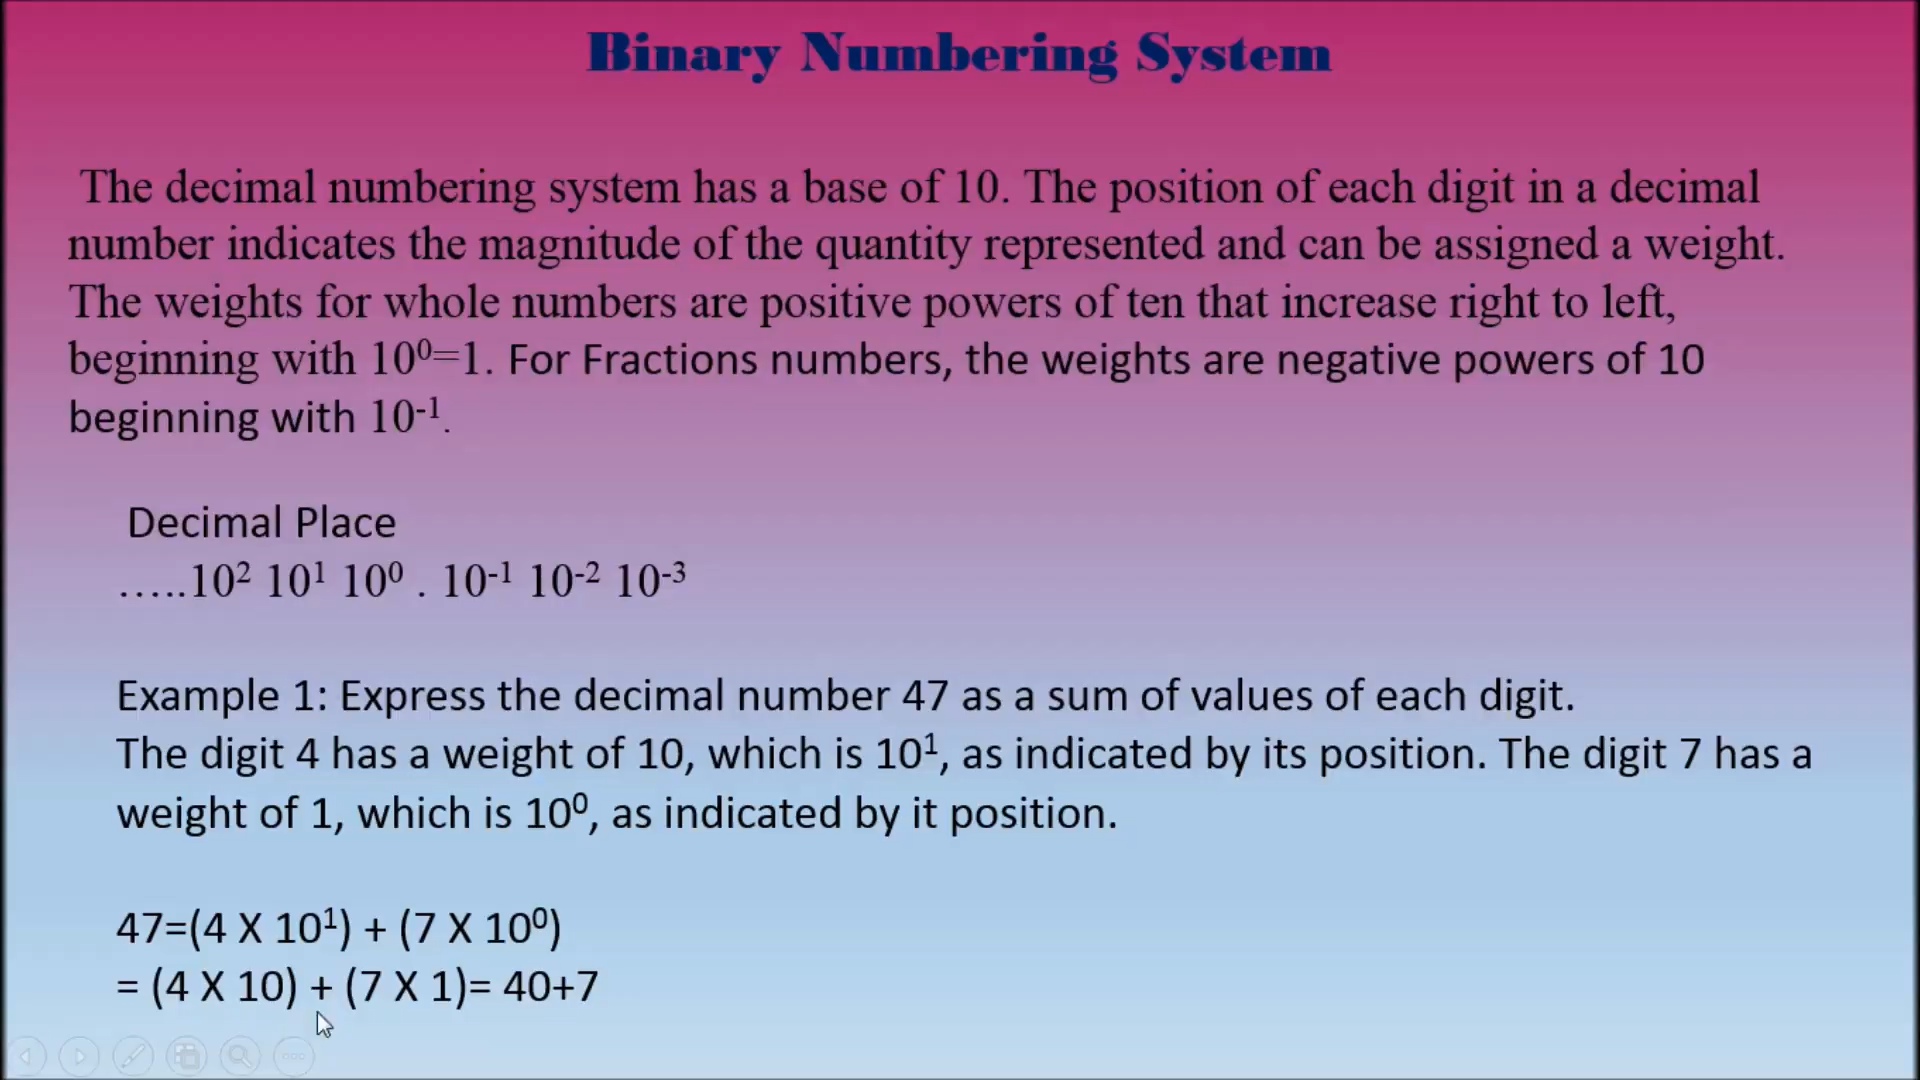 Binary Numbering System
The decimal numbering system has a base of 10. The position of each digit in a decimal
number indicates the magnitude of the quantity represented and can be assigned a weight.
The weights for whole numbers are positive powers of ten that increase right to left,
beginning with 10⁰=1. For Fractions numbers, the weights are negative powers of 10
beginning with 10⁻¹.
Decimal Place
.....10² 10¹ 10⁰ . 10⁻¹ 10⁻² 10⁻³
Example 1: Express the decimal number 47 as a sum of values of each digit.
The digit 4 has a weight of 10, which is 10¹, as indicated by its position. The digit 7 has a
weight of 1, which is 10⁰, as indicated by it position.
47=(4 X 10¹) + (7 X 10⁰)
= (4 X 10) + (7 X 1)= 40+7